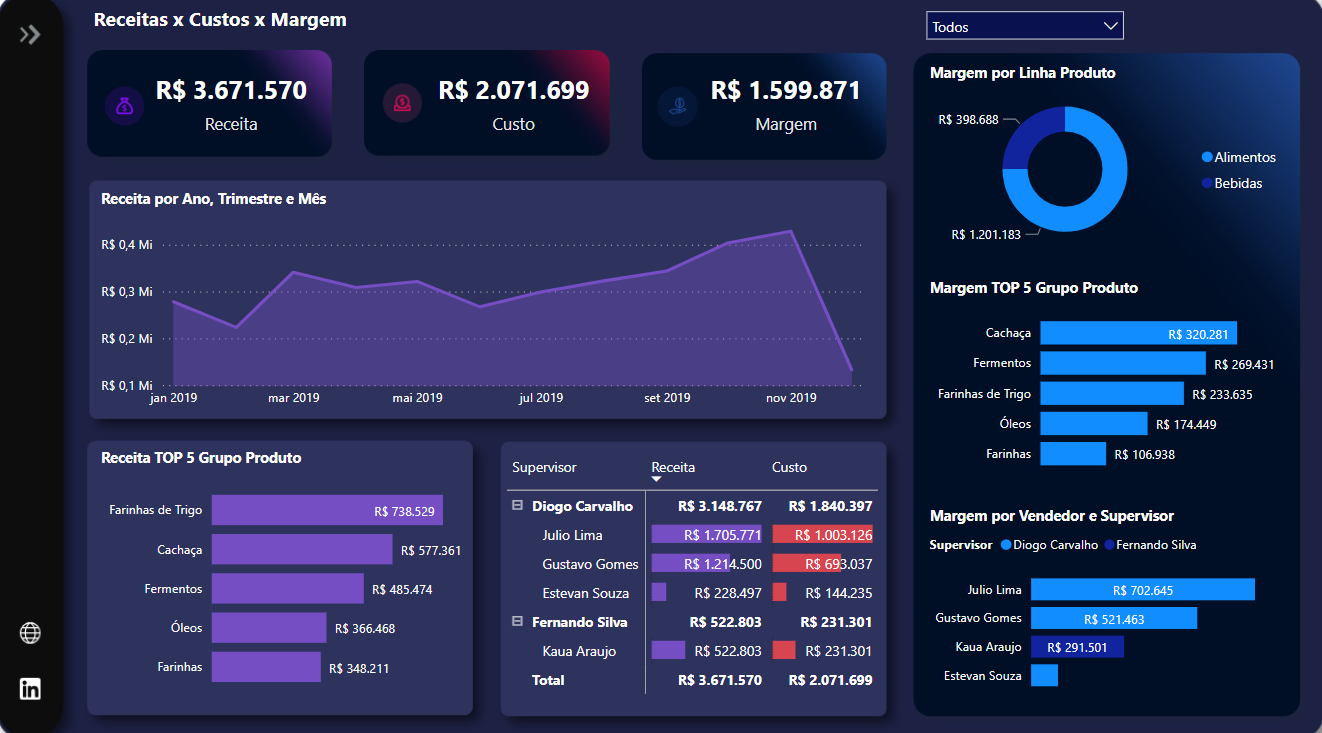 Receitas x Custos x Margem
Todos
R$ 3.671.570
Receita
R$ 2.071.699
Custo
R$ 1.599.871
Margem
Receita por Ano, Trimestre e Mês
R$ 0,4 Mi
R$ 0,3 Mi
R$ 0,2 Mi
R$ 0,1 Mi
jan 2019 mar 2019 mai 2019 jul 2019 set 2019 nov 2019
Receita TOP 5 Grupo Produto
Farinhas de Trigo R$ 738.529
Cachaça R$ 577.361
Fermentos R$ 485.474
Óleos R$ 366.468
Farinhas R$ 348.211
Supervisor Receita Custo
Diogo Carvalho R$ 3.148.767 R$ 1.840.397
Julio Lima R$ 1.705.771 R$ 1.003.126
Gustavo Gomes R$ 1.214.500 R$ 693.037
Estevan Souza R$ 228.497 R$ 144.235
Fernando Silva R$ 522.803 R$ 231.301
Kaua Araujo R$ 522.803 R$ 231.301
Total R$ 3.671.570 R$ 2.071.699
Margem por Linha Produto
R$ 398.688
R$ 1.201.183
Alimentos
Bebidas
Margem TOP 5 Grupo Produto
Cachaça R$ 320.281
Fermentos R$ 269.431
Farinhas de Trigo R$ 233.635
Óleos R$ 174.449
Farinhas R$ 106.938
Margem por Vendedor e Supervisor
Supervisor Diogo Carvalho Fernando Silva
Julio Lima R$ 702.645
Gustavo Gomes R$ 521.463
Kaua Araujo R$ 291.501
Estevan Souza
in